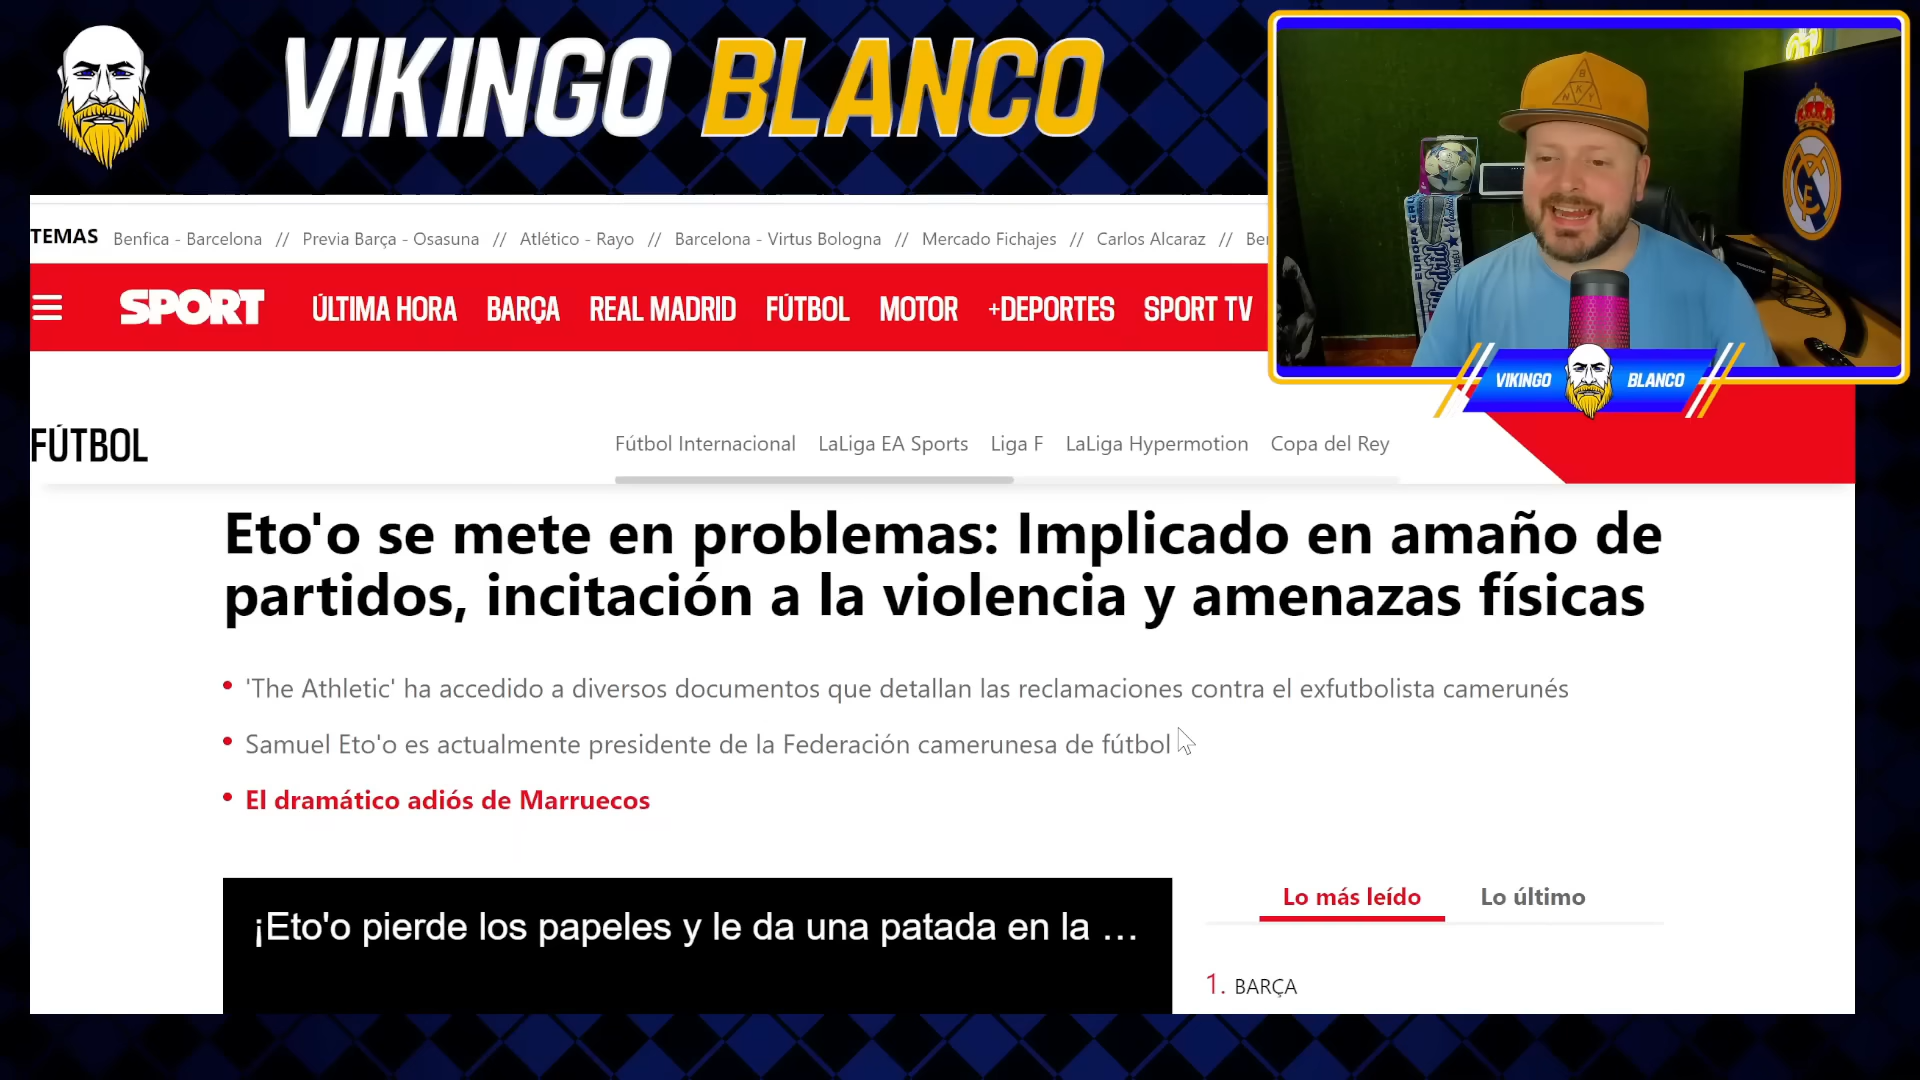 VIKINGO BLANCO
TEMAS Benfica - Barcelona // Previa Barça - Osasuna // Atlético - Rayo // Barcelona - Virtus Bologna // Mercado Fichajes // Carlos Alcaraz //
SPORT ÚLTIMA HORA BARÇA REAL MADRID FÚTBOL MOTOR +DEPORTES SPORT TV
VIKINGO BLANCO
FÚTBOL
Fútbol Internacional LaLiga EA Sports Liga F LaLiga Hypermotion Copa del Rey
Eto'o se mete en problemas: Implicado en amaño de
partidos, incitación a la violencia y amenazas físicas
• 'The Athletic' ha accedido a diversos documentos que detallan las reclamaciones contra el exfutbolista camerunés
• Samuel Eto'o es actualmente presidente de la Federación camerunesa de fútbol
• El dramático adiós de Marruecos
¡Eto'o pierde los papeles y le da una patada en la ...
Lo más leído Lo último
1. BARÇA